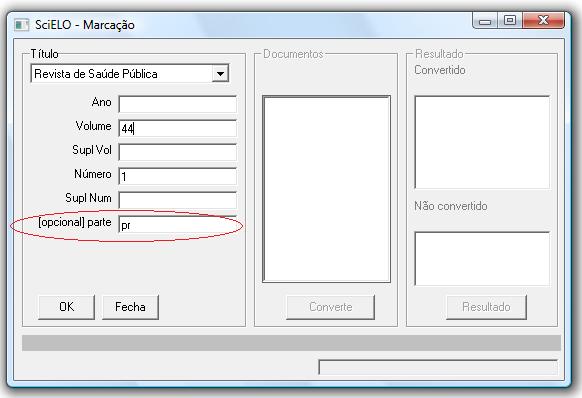 SciELO - Marcação
Título
Revista de Saúde Pública
Ano
Volume 44
Supl Vol
Número 1
Supl Num
[opcional] parte pr
OK Fecha
Documentos
Converte
Resultado
Convertido
Não convertido
Resultado